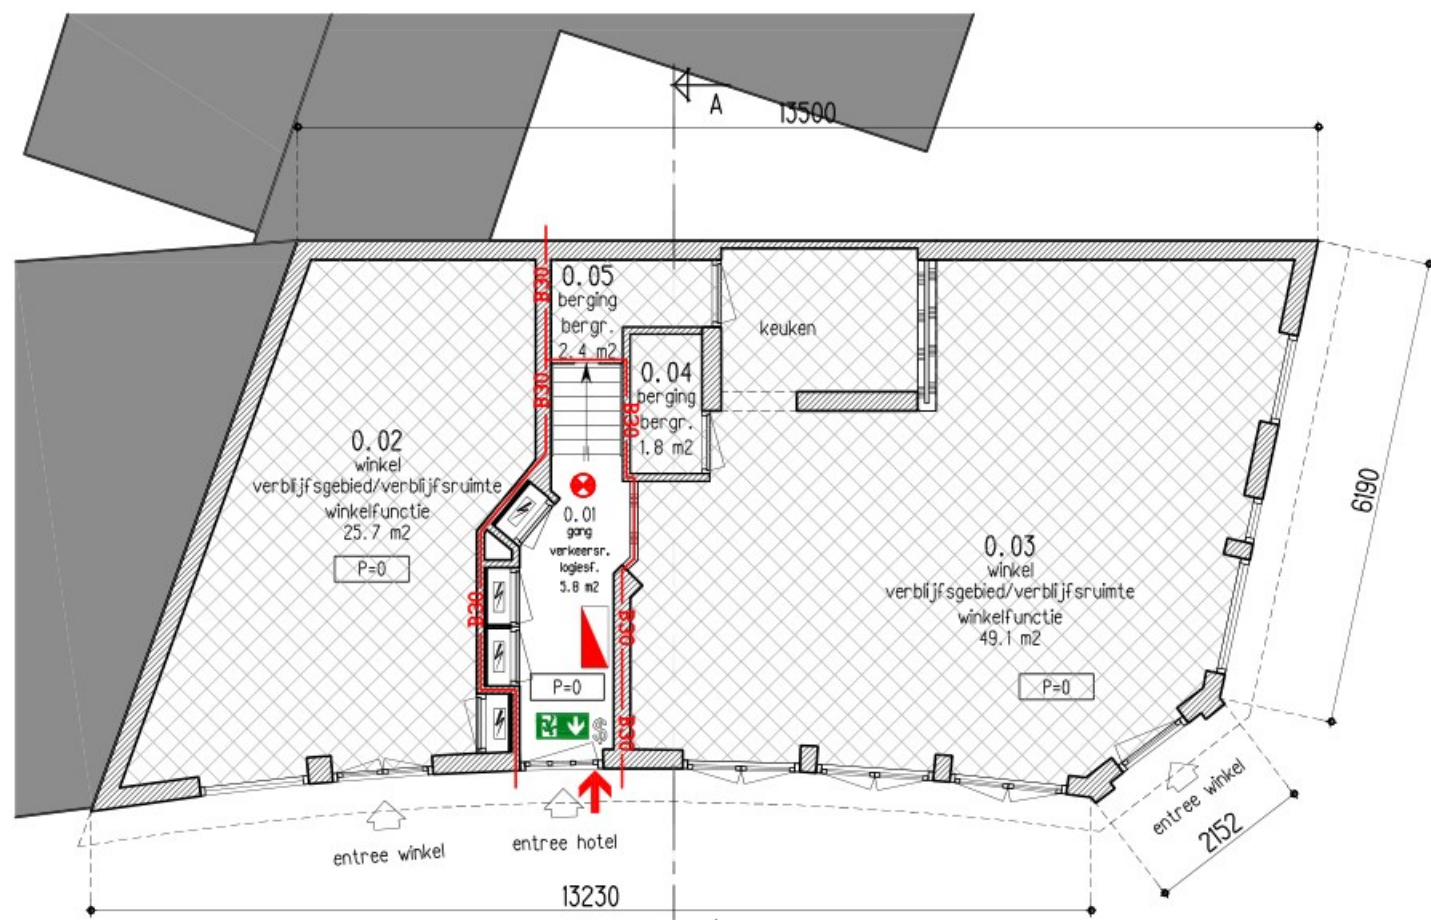 A
13500
0.05
berging
bergr.
2.4 m2
B30
keuken
0.04
berging
bergr.
1.8 m2
B30
B30
0.02
winkel
verblijfsgebied/verblijfsruimte
winkelfunctie
25.7 m2
P=0
0.01
gang
verkeersr.
logiesf.
5.8 m2
0.03
winkel
verblijfsgebied/verblijfsruimte
winkelfunctie
49.1 m2
P=0
6190
B30
B30
P=0
S
B30
entree winkel
entree hotel
entree winkel
2152
13230